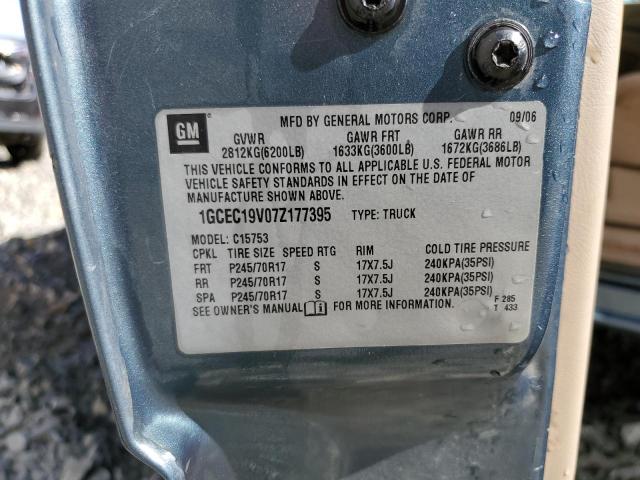 GM MFD BY GENERAL MOTORS CORP. 09/06
GVWR GAWR FRT GAWR RR
2812KG(6200LB) 1633KG(3600LB) 1672KG(3686LB)
THIS VEHICLE CONFORMS TO ALL APPLICABLE U.S. FEDERAL MOTOR
VEHICLE SAFETY STANDARDS IN EFFECT ON THE DATE OF
MANUFACTURE SHOWN ABOVE.
1GCEC19V07Z177395 TYPE: TRUCK
MODEL: C15753
CPKL TIRE SIZE SPEED RTG RIM COLD TIRE PRESSURE
FRT P245/70R17 S 17X7.5J 240KPA(35PSI)
RR P245/70R17 S 17X7.5J 240KPA(35PSI)
SPA P245/70R17 S 17X7.5J 240KPA(35PSI)
SEE OWNER'S MANUAL FOR MORE INFORMATION.
F 285
T 433